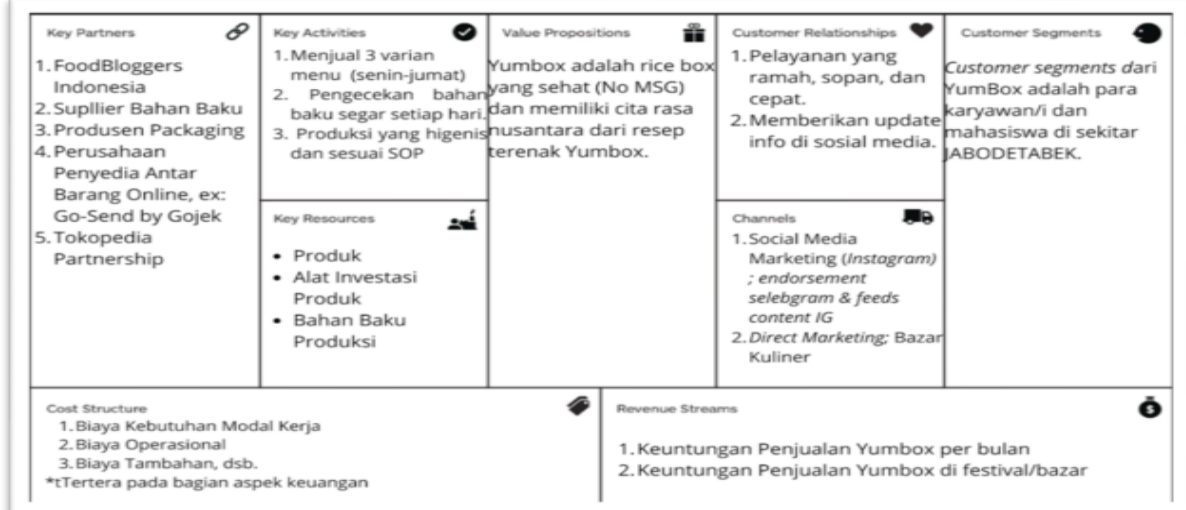 Key Partners
1. FoodBloggers
Indonesia
2. Supllier Bahan Baku
3. Produsen Packaging
4. Perusahaan
Penyedia Antar
Barang Online, ex:
Go-Send by Gojek
5. Tokopedia
Partnership
Key Activities
1. Menjual 3 varian
menu (senin-jumat)
2. Pengecekan bahan
baku segar setiap hari.
3. Produksi yang higenis
dan sesuai SOP
Key Resources
• Produk
• Alat Investasi
Produk
• Bahan Baku
Produksi
Value Propositions
Yumbox adalah rice box
yang sehat (No MSG)
dan memiliki cita rasa
nusantara dari resep
terenak Yumbox.
Customer Relationships
1. Pelayanan yang
ramah, sopan, dan
cepat.
2. Memberikan update
info di sosial media.
Channels
1. Social Media
Marketing (Instagram)
; endorsement
selebgram & feeds
content IG
2. Direct Marketing; Bazar
Kuliner
Customer Segments
Customer segments dari
YumBox adalah para
karyawan/i dan
mahasiswa di sekitar
JABODETABEK.
Cost Structure
1. Biaya Kebutuhan Modal Kerja
2. Biaya Operasional
3. Biaya Tambahan, dsb.
*tTertera pada bagian aspek keuangan
Revenue Streams
1. Keuntungan Penjualan Yumbox per bulan
2. Keuntungan Penjualan Yumbox di festival/bazar